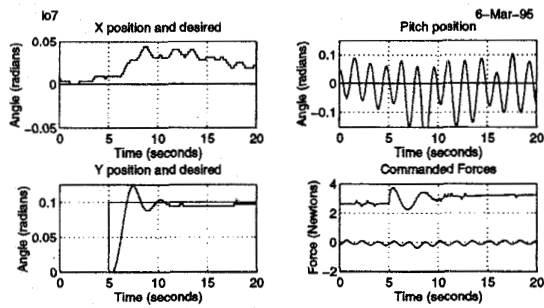 lo7
6-Mar-95
X position and desired
Angle (radians)
0.05
0
-0.05
0 5 10 15 20
Time (seconds)
Pitch position
Angle (radians)
0.1
0
-0.1
0 5 10 15 20
Time (seconds)
Y position and desired
Angle (radians)
0.1
0.05
0
0 5 10 15 20
Time (seconds)
Commanded Forces
Force (Newtons)
4
2
0
-2
0 5 10 15 20
Time (seconds)